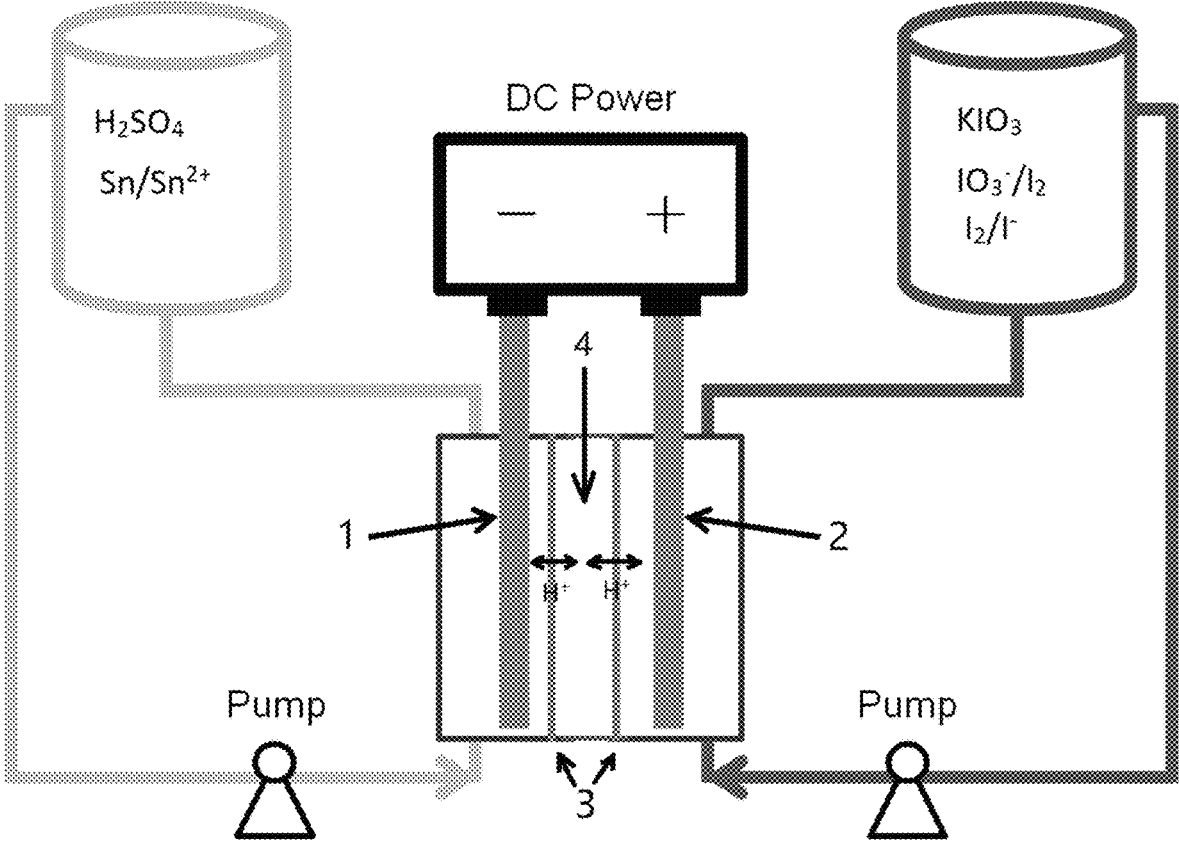 H₂SO₄
Sn/Sn²⁺
DC Power
− +
KIO₃
IO₃⁻/I₂
I₂/I⁻
4
1
2
H⁺ H⁺
Pump
Pump
3